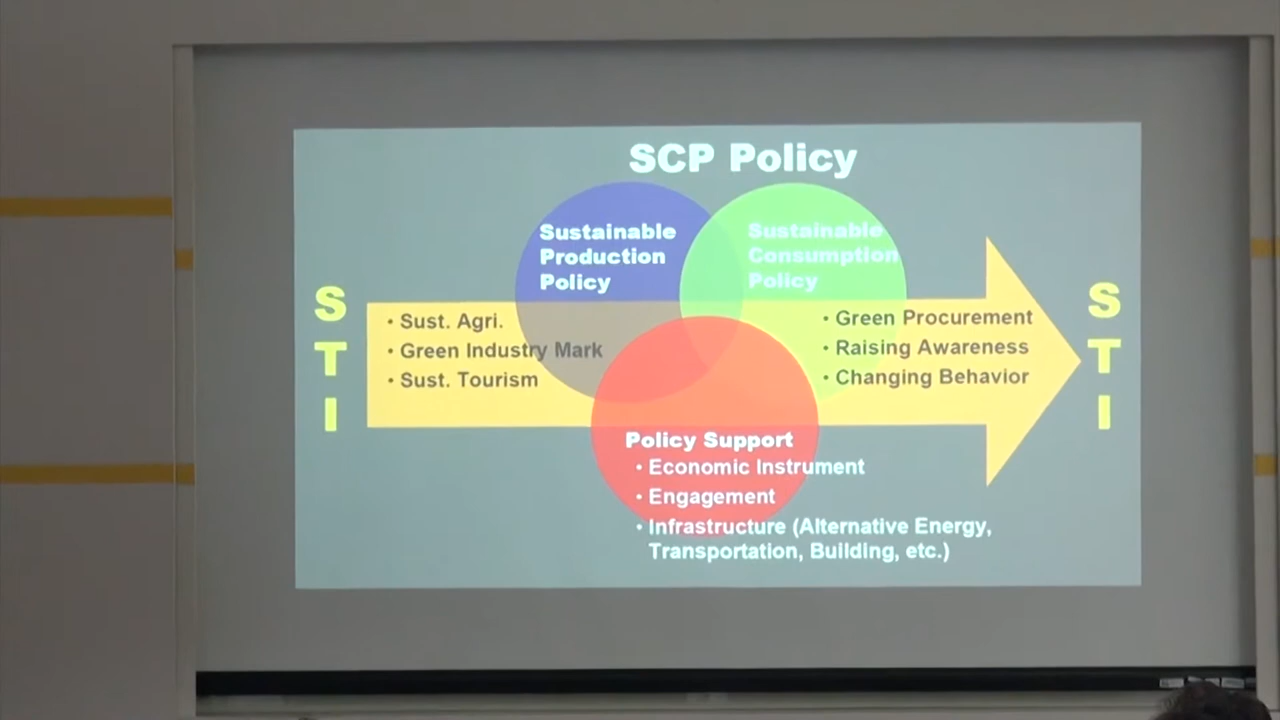 SCP Policy
Sustainable
Production
Policy
Sustainable
Consumption
Policy
S
T
I
• Sust. Agri.
• Green Industry Mark
• Sust. Tourism
• Green Procurement
• Raising Awareness
• Changing Behavior
S
T
I
Policy Support
• Economic Instrument
• Engagement
• Infrastructure (Alternative Energy,
Transportation, Building, etc.)